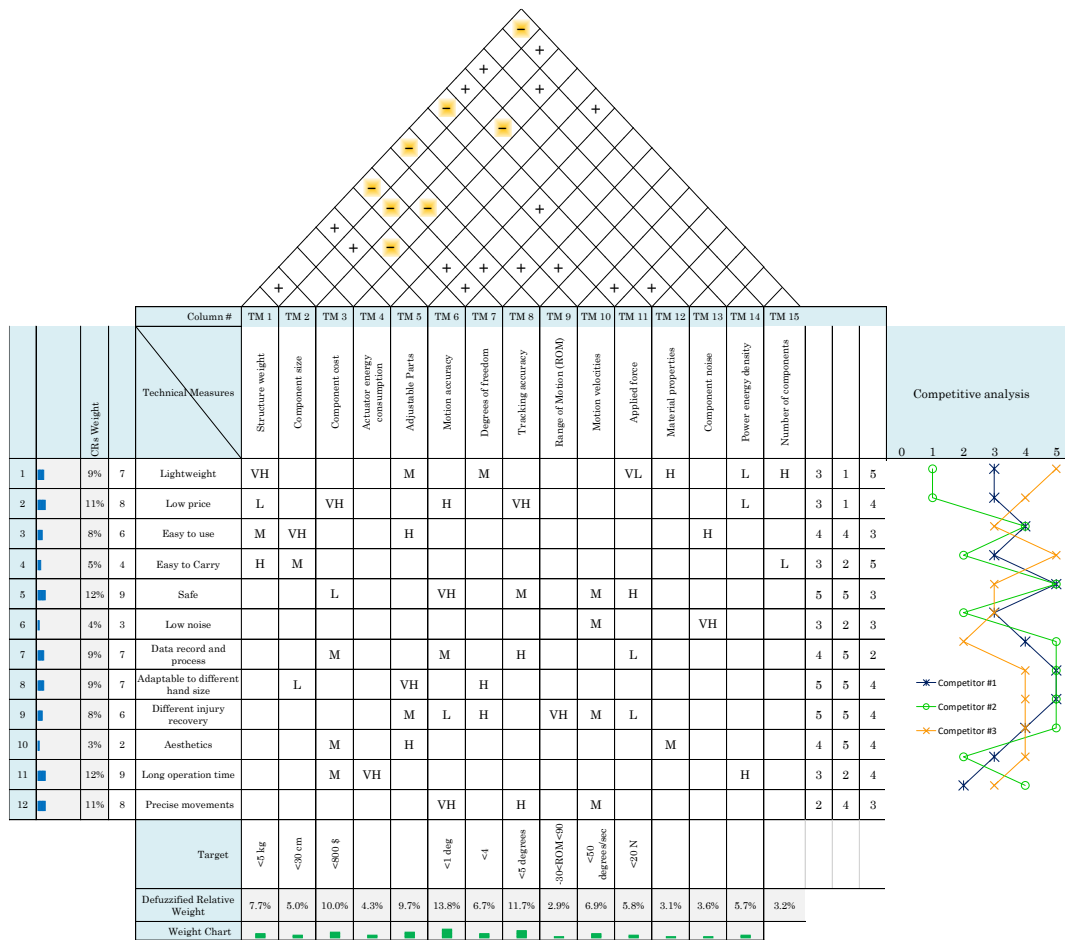 −
+
+
+ +
− +
−
−
−
− − +
+
+ −
+ + + +
+ + + +
Column # TM 1 TM 2 TM 3 TM 4 TM 5 TM 6 TM 7 TM 8 TM 9 TM 10 TM 11 TM 12 TM 13 TM 14 TM 15
CRs Weight
Technical Measures
Structure weight
Component size
Component cost
Actuator energy
consumption
Adjustable Parts
Motion accuracy
Degrees of freedom
Tracking accuracy
Range of Motion (ROM)
Motion velocities
Applied force
Material properties
Component noise
Power energy density
Number of components
Competitive analysis
0 1 2 3 4 5
1 9% 7 Lightweight VH M M VL H L H 3 1 5
2 11% 8 Low price L VH H VH L 3 1 4
3 8% 6 Easy to use M VH H H 4 4 3
4 5% 4 Easy to Carry H M L 3 2 5
5 12% 9 Safe L VH M M H 5 5 3
6 4% 3 Low noise M VH 3 2 3
7 9% 7 Data record and
process M M H L 4 5 2
8 9% 7 Adaptable to different
hand size L VH H 5 5 4
9 8% 6 Different injury
recovery M L H VH M L 5 5 4
10 3% 2 Aesthetics M H M 4 5 4
11 12% 9 Long operation time M VH H 3 2 4
12 11% 8 Precise movements VH H M 2 4 3
Competitor #1
Competitor #2
Competitor #3
Target
<5 kg
<30 cm
<800 $
<1 deg
<4
<5 degrees
-30<ROM<90
<50
degrees/sec
<20 N
Defuzzified Relative
Weight 7.7% 5.0% 10.0% 4.3% 9.7% 13.8% 6.7% 11.7% 2.9% 6.9% 5.8% 3.1% 3.6% 5.7% 3.2%
Weight Chart